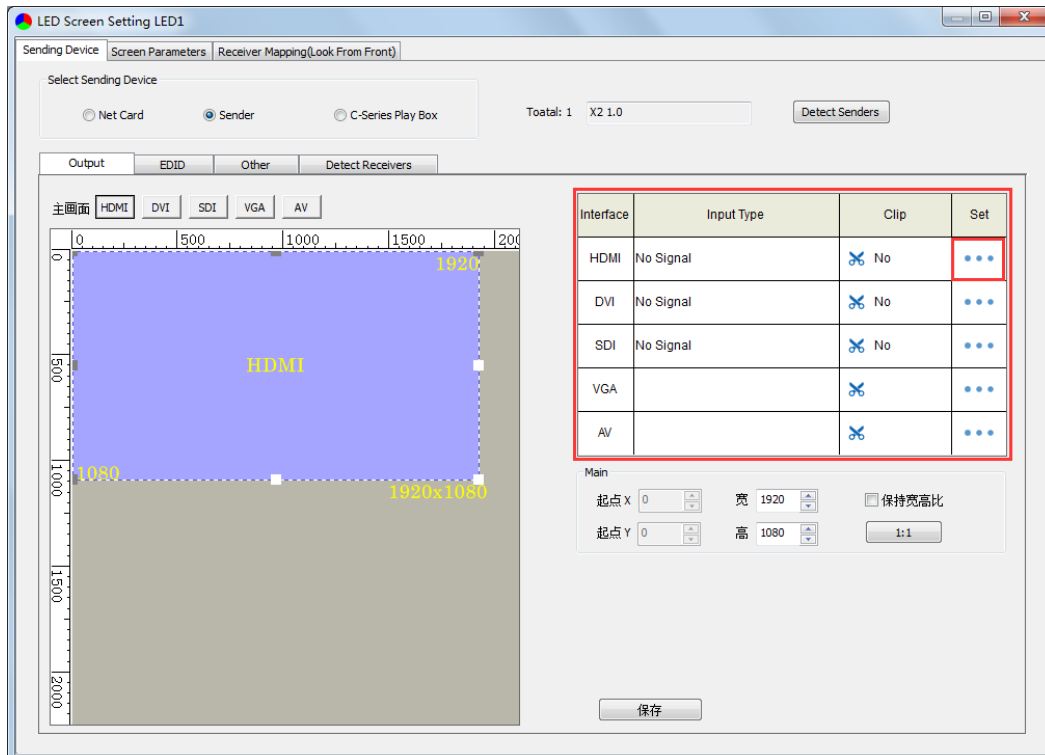 LED Screen Setting LED1
Sending Device Screen Parameters Receiver Mapping(Look From Front)
Select Sending Device
Net Card Sender C-Series Play Box
Toatal: 1 X2 1.0 Detect Senders
Output EDID Other Detect Receivers
主画面 HDMI DVI SDI VGA AV
0 500 1000 1500 200
0
500
1000
1500
2000
1920
HDMI
1080
1920x1080
Interface Input Type Clip Set
HDMI No Signal No
DVI No Signal No
SDI No Signal No
VGA
AV
Main
起点 X 0 宽 1920 保持宽高比
起点 Y 0 高 1080 1:1
保存